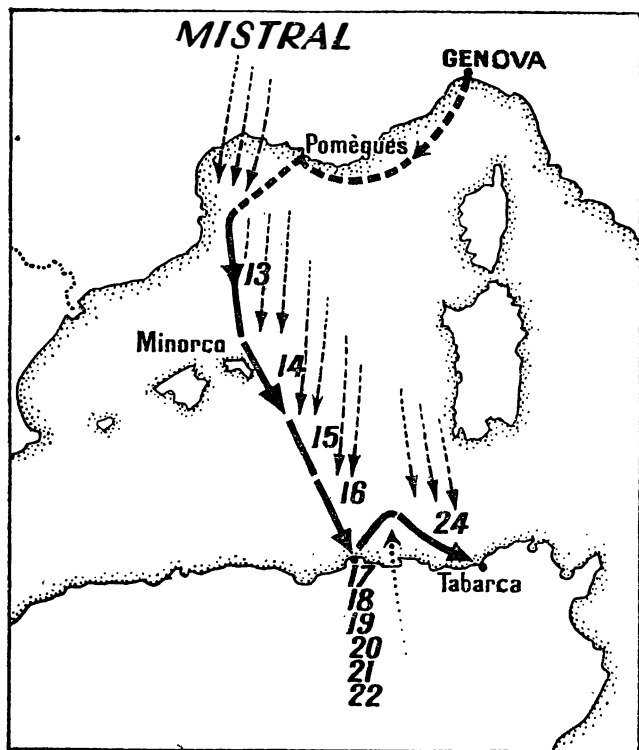 MISTRAL
GENOVA
Pomègues
13
Minorca
14
15
16
24
Tabarca
17
18
19
20
21
22